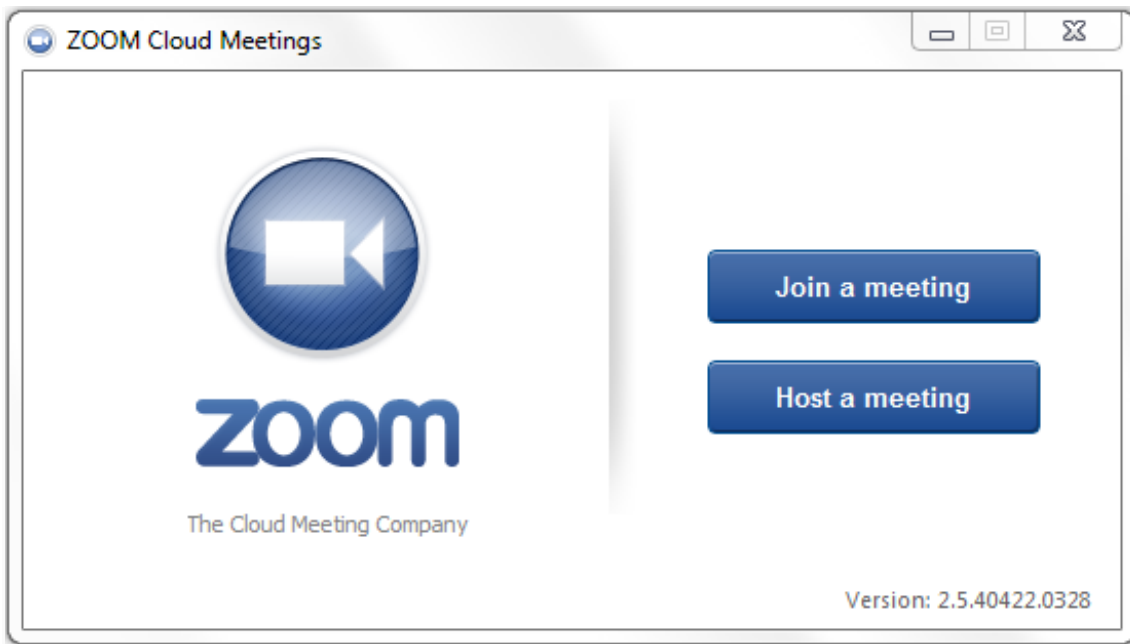 ZOOM Cloud Meetings
zoom
The Cloud Meeting Company
Join a meeting
Host a meeting
Version: 2.5.40422.0328